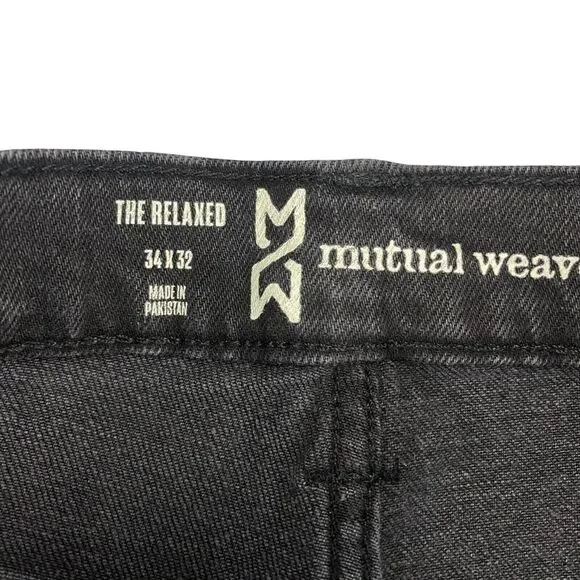 THE RELAXED
34 X 32
MADE IN
PAKISTAN
MW
mutual weav